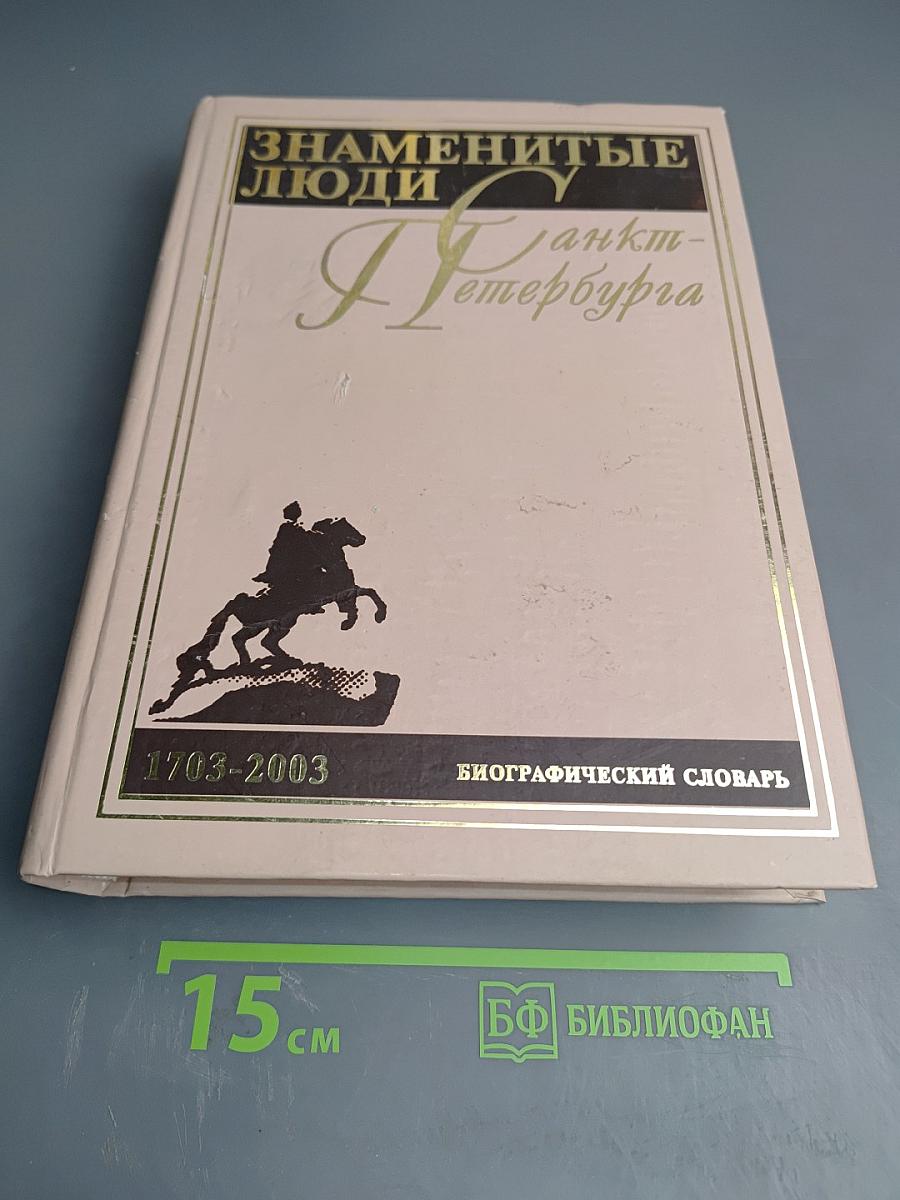 ЗНАМЕНИТЫЕ
ЛЮДИ
Санкт-
Петербурга
1703-2003
БИОГРАФИЧЕСКИЙ СЛОВАРЬ
15 см
БФ БИБЛИОФАН